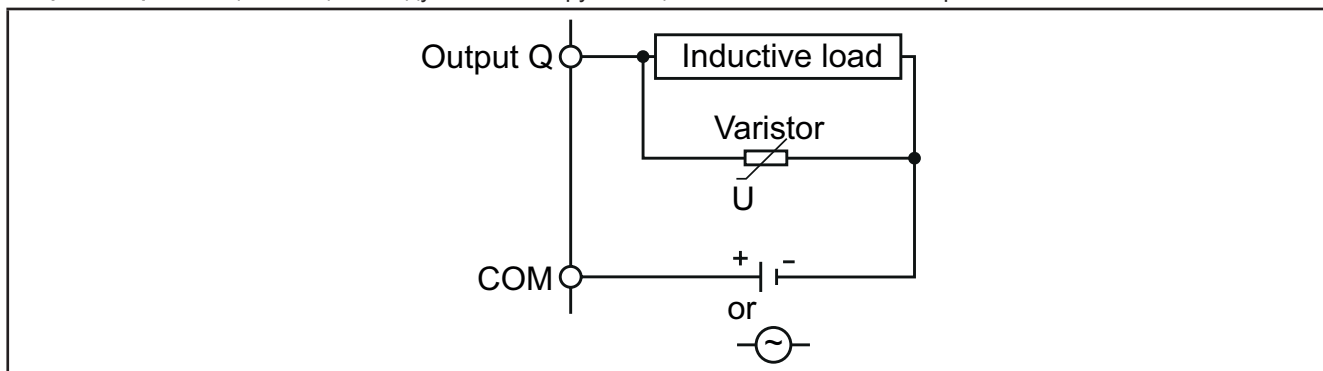 Output Q
Inductive load
Varistor
U
COM
+ -
or
~